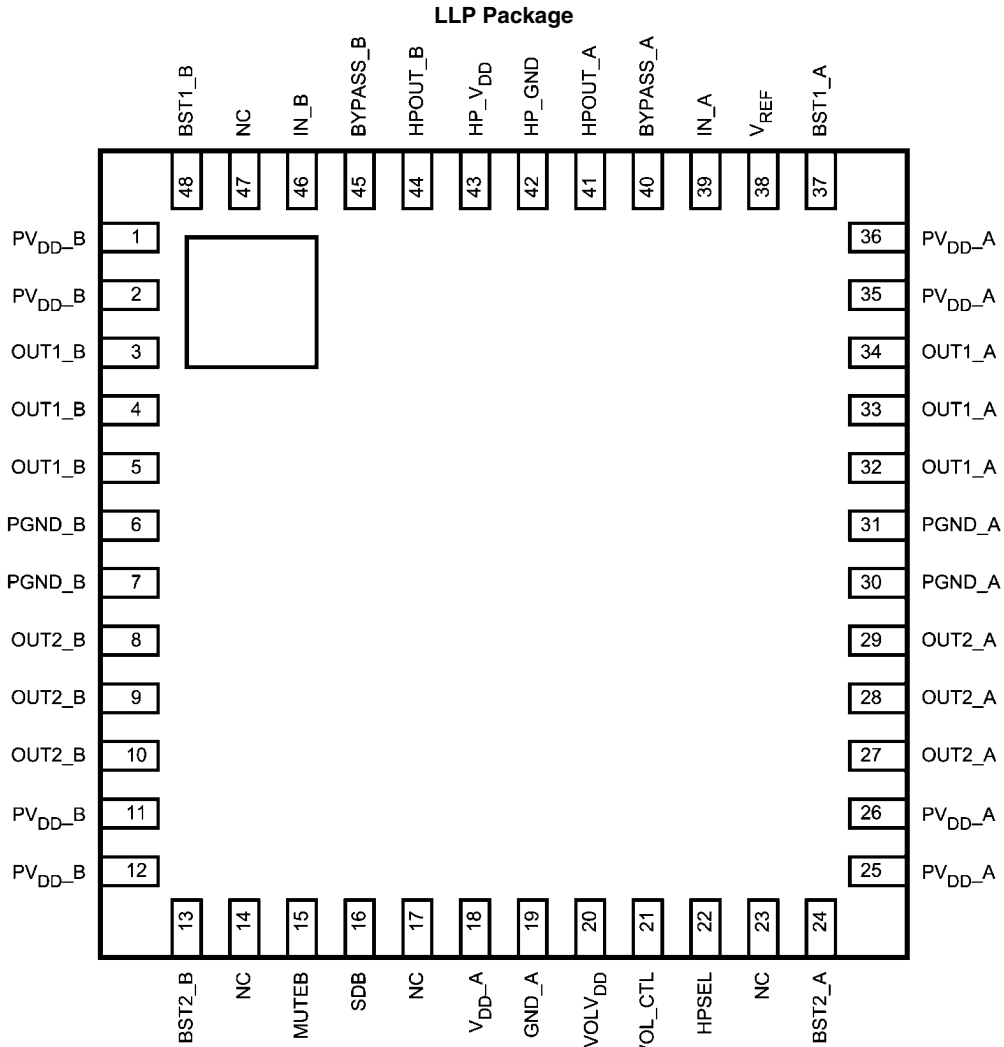 LLP Package
BST1_B
NC
IN_B
BYPASS_B
HPOUT_B
HP_VDD
HP_GND
HPOUT_A
BYPASS_A
IN_A
VREF
BST1_A
48 47 46 45 44 43 42 41 40 39 38 37
PVDD_B 1 36 PVDD_A
PVDD_B 2 35 PVDD_A
OUT1_B 3 34 OUT1_A
OUT1_B 4 33 OUT1_A
OUT1_B 5 32 OUT1_A
PGND_B 6 31 PGND_A
PGND_B 7 30 PGND_A
OUT2_B 8 29 OUT2_A
OUT2_B 9 28 OUT2_A
OUT2_B 10 27 OUT2_A
PVDD_B 11 26 PVDD_A
PVDD_B 12 25 PVDD_A
13 14 15 16 17 18 19 20 21 22 23 24
BST2_B
NC
MUTEB
SDB
NC
VDD_A
GND_A
VOLVDD
VOL_CTL
HPSEL
NC
BST2_A